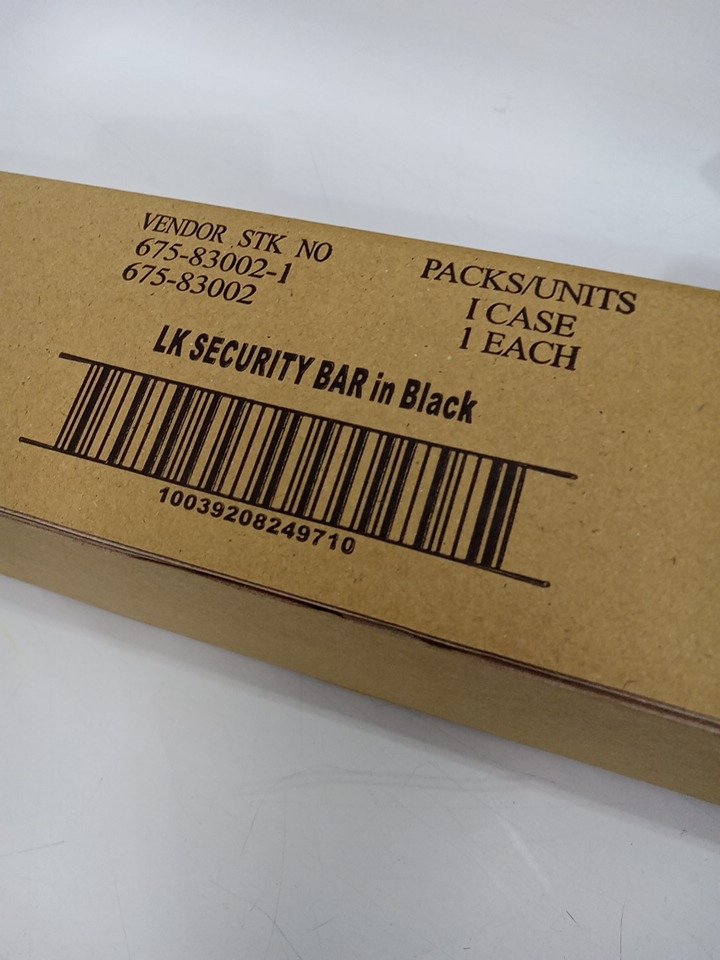 VENDOR STK NO
675-83002-1
675-83002
PACKS/UNITS
I CASE
1 EACH
LK SECURITY BAR in Black
10039208249710